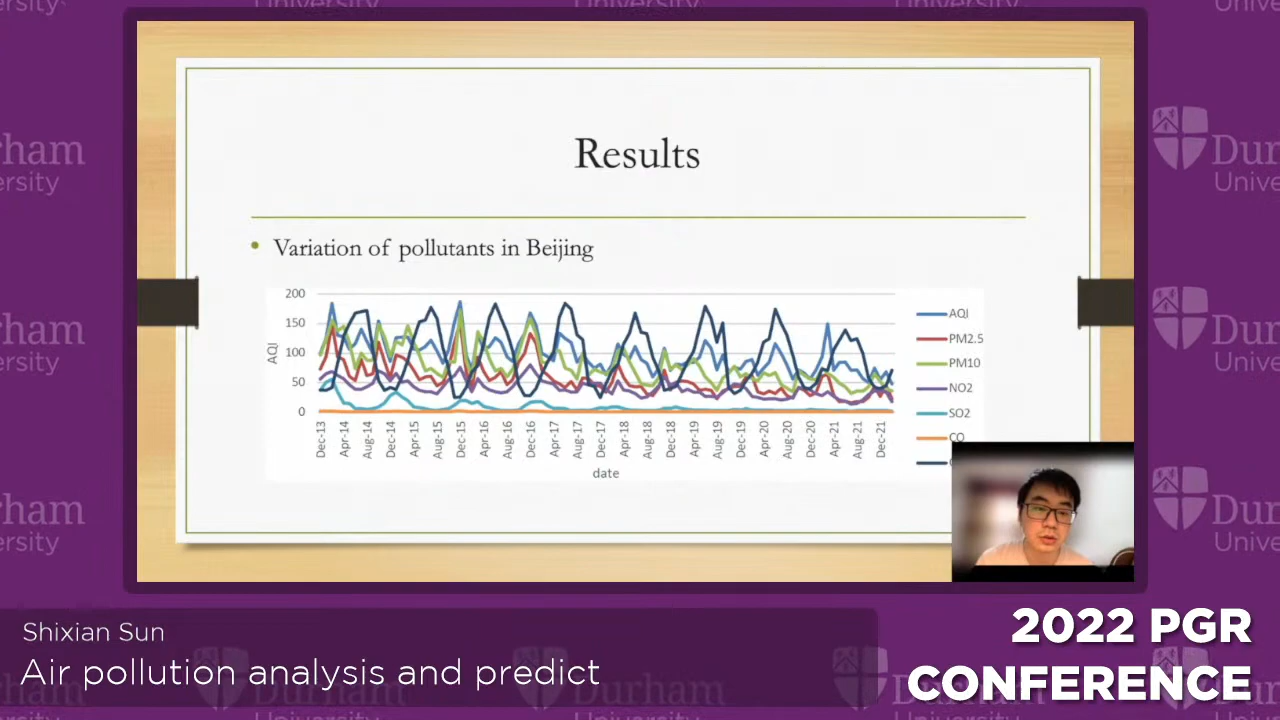 Results
Variation of pollutants in Beijing
200
150
100
50
0
AQI
Dec-13
Apr-14
Aug-14
Dec-14
Apr-15
Aug-15
Dec-15
Apr-16
Aug-16
Dec-16
Apr-17
Aug-17
Dec-17
Apr-18
Aug-18
Dec-18
Apr-19
Aug-19
Dec-19
Apr-20
Aug-20
Dec-20
Apr-21
Aug-21
Dec-21
date
AQI
PM2.5
PM10
NO2
SO2
CO
Shixian Sun
Air pollution analysis and predict
2022 PGR
CONFERENCE
Durham
University